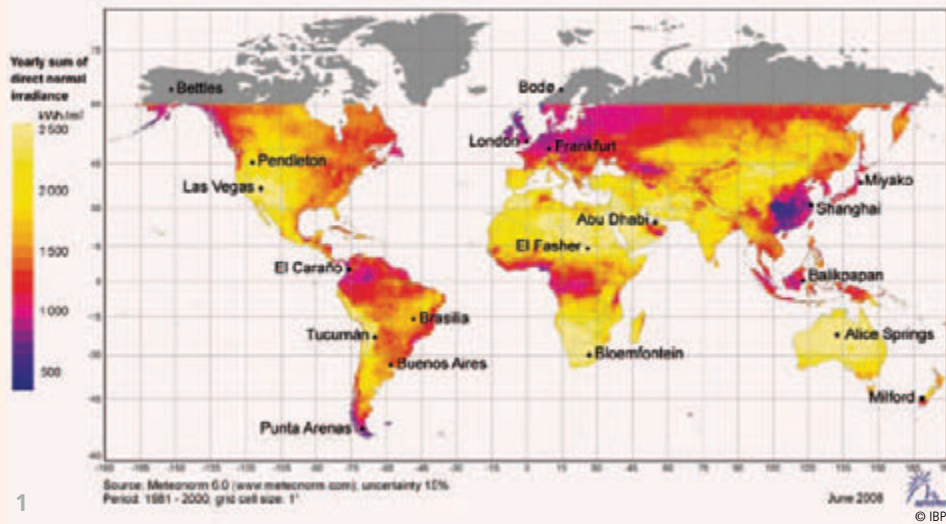 Yearly sum of
direct normal
irradiance
kWh/m²
2500
2000
1500
1000
500
Bettles
Bodø
London
Frankfurt
Pendleton
Las Vegas
Miyako
Shanghai
Abu Dhabi
El Fasher
El Caraño
Balikpapan
Brasilia
Tucumán
Alice Springs
Buenos Aires
Bloemfontein
Milford
Punta Arenas
Source: Meteonorm 6.0 (www.meteonorm.com); uncertainty 10%
Period: 1981 - 2000; grid cell size: 1°
June 2008
1
© IBP